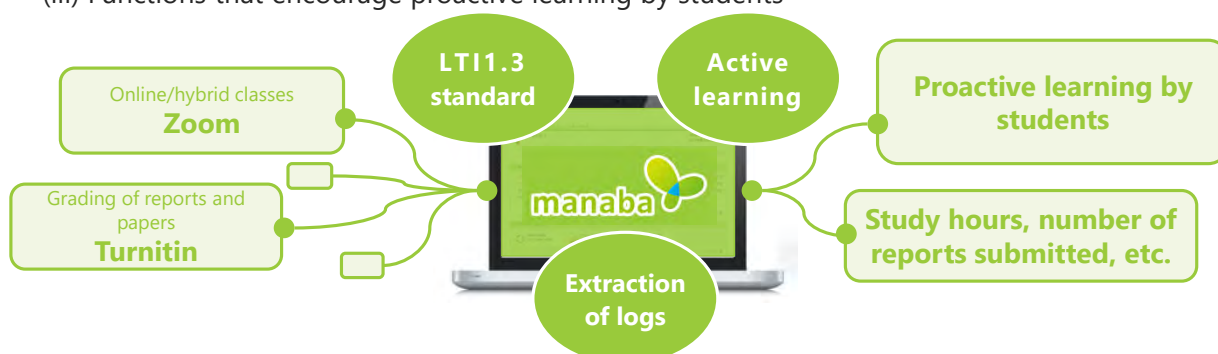 (iii) Functions that encourage proactive learning by students
LTI1.3
standard
Active
learning
Online/hybrid classes
Zoom
Proactive learning by
students
manaba
Grading of reports and
papers
Turnitin
Study hours, number of
reports submitted, etc.
Extraction
of logs